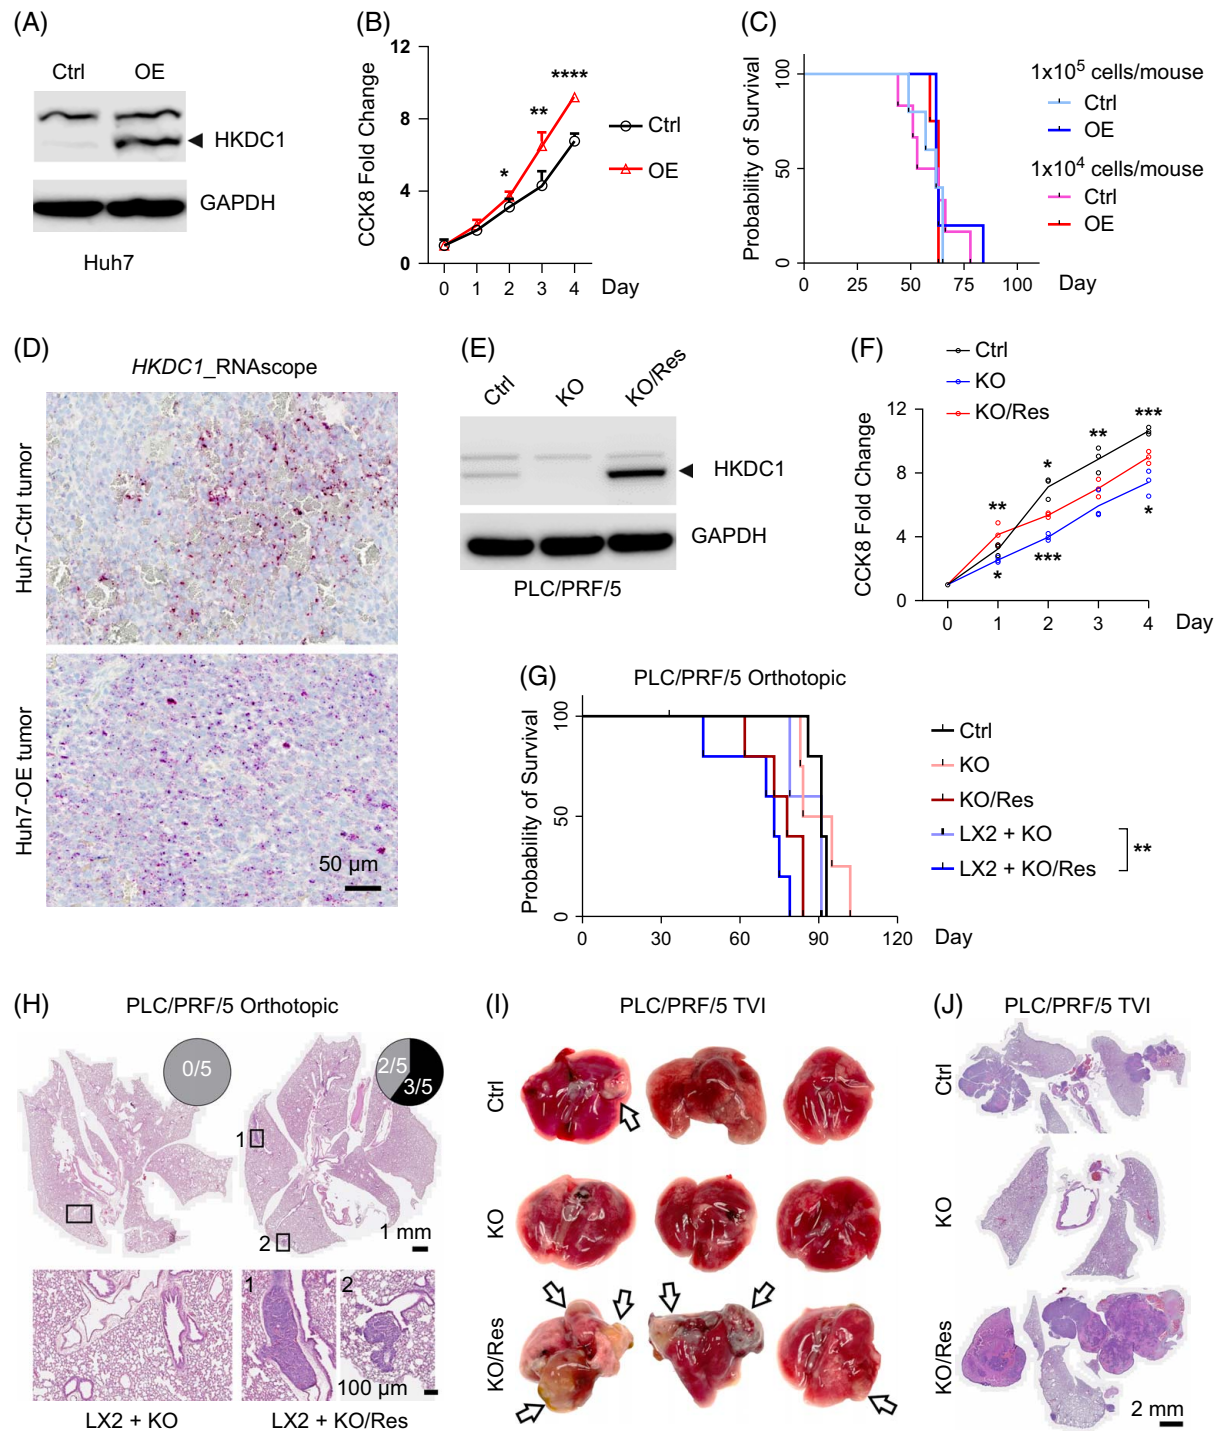 (A)
Ctrl OE
HKDC1
GAPDH
Huh7
(B)
CCK8 Fold Change
12
8
4
0
*
**
****
0 1 2 3 4 Day
Ctrl
OE
(C)
Probability of Survival
100
50
0
0 25 50 75 100
Day
1x10⁵ cells/mouse
Ctrl
OE
1x10⁴ cells/mouse
Ctrl
OE
(D)
HKDC1_RNAscope
Huh7-Ctrl tumor
Huh7-OE tumor
50 µm
(E)
Ctrl KO KO/Res
HKDC1
GAPDH
PLC/PRF/5
(F)
Ctrl
KO
KO/Res
CCK8 Fold Change
12
8
4
0
**
*
**
***
*
***
*
0 1 2 3 4 Day
(G)
PLC/PRF/5 Orthotopic
Probability of Survival
100
50
0
0 30 60 90 120 Day
Ctrl
KO
KO/Res
LX2 + KO
LX2 + KO/Res
**
(H)
PLC/PRF/5 Orthotopic
0/5
2/5
3/5
1
2
1 mm
1
2
100 µm
LX2 + KO LX2 + KO/Res
(I)
PLC/PRF/5 TVI
Ctrl
KO
KO/Res
(J)
PLC/PRF/5 TVI
Ctrl
KO
KO/Res
2 mm